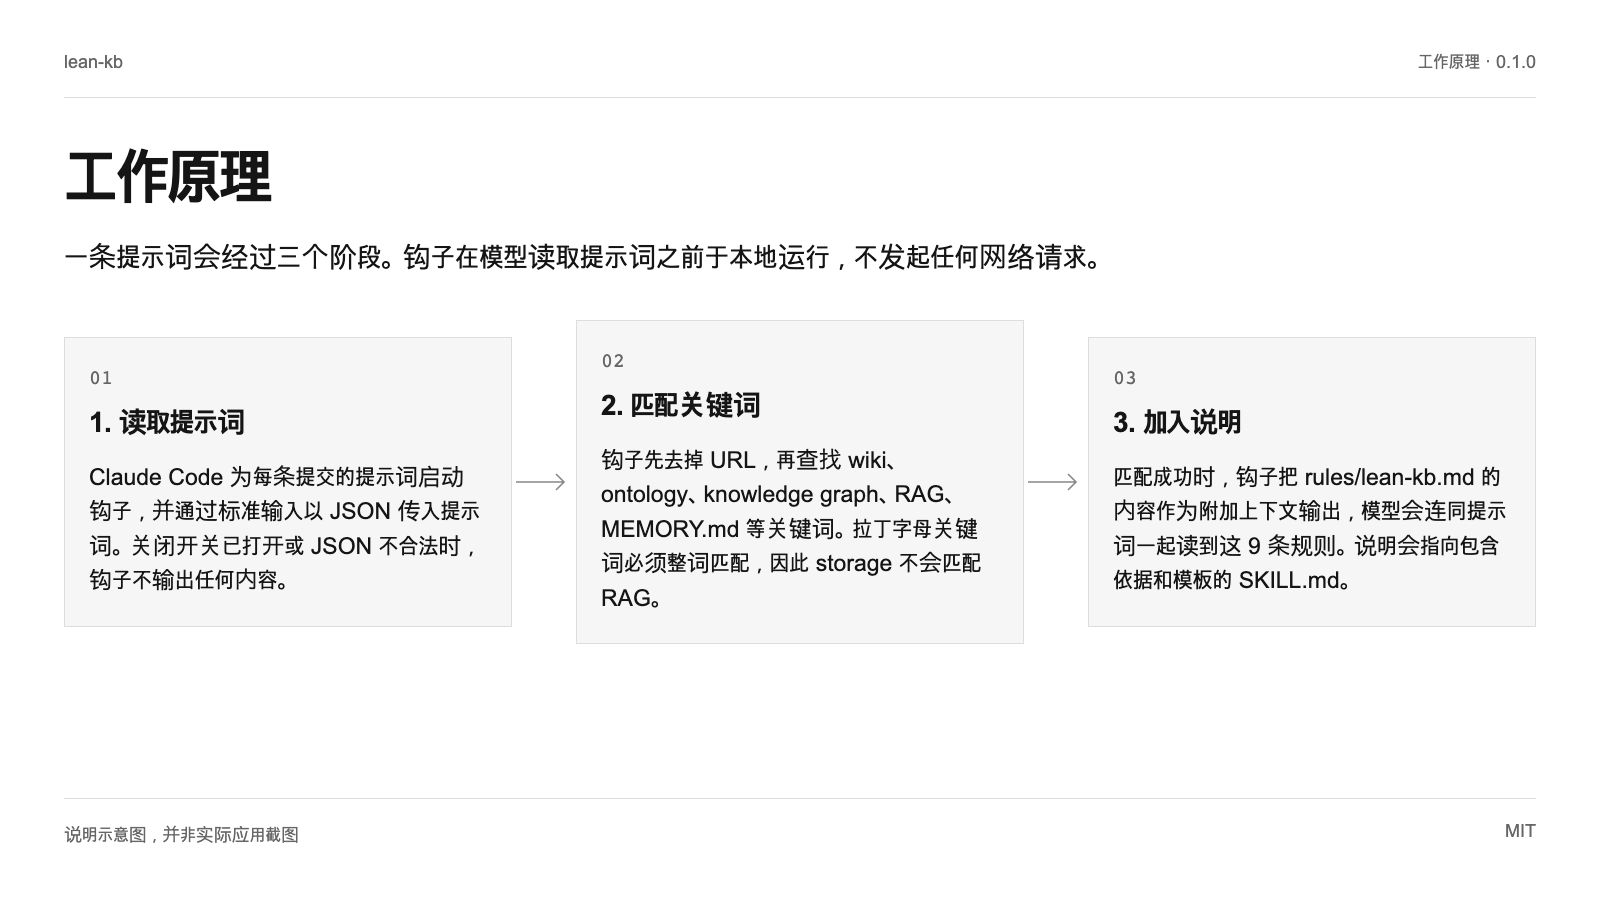 lean-kb
工作原理 · 0.1.0
工作原理
一条提示词会经过三个阶段。钩子在模型读取提示词之前于本地运行，不发起任何网络请求。
01
1. 读取提示词
Claude Code 为每条提交的提示词启动
钩子，并通过标准输入以 JSON 传入提示
词。关闭开关已打开或 JSON 不合法时，
钩子不输出任何内容。
02
2. 匹配关键词
钩子先去掉 URL，再查找 wiki、
ontology、knowledge graph、RAG、
MEMORY.md 等关键词。拉丁字母关键
词必须整词匹配，因此 storage 不会匹配
RAG。
03
3. 加入说明
匹配成功时，钩子把 rules/lean-kb.md 的
内容作为附加上下文输出，模型会连同提示
词一起读到这 9 条规则。说明会指向包含
依据和模板的 SKILL.md。
说明示意图，并非实际应用截图
MIT